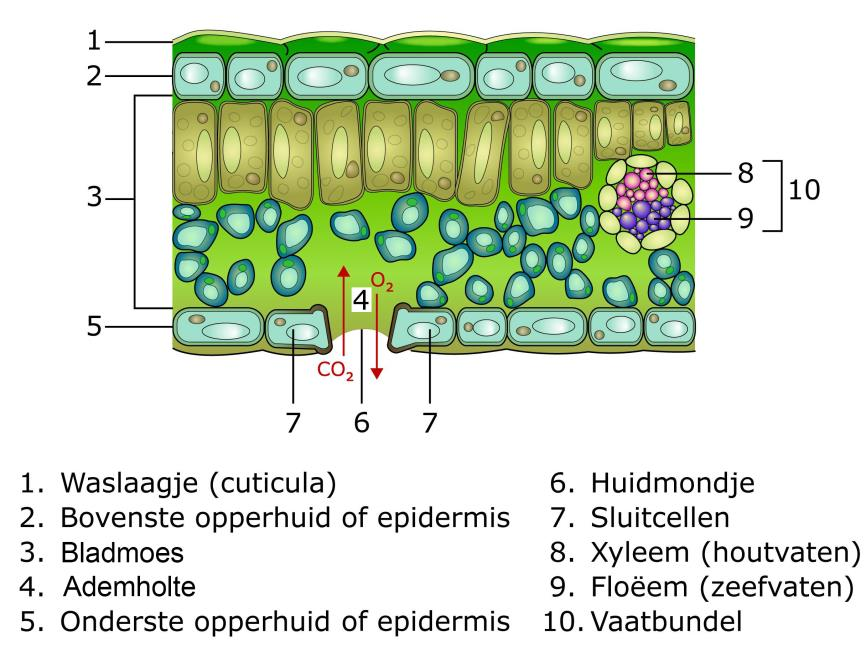 1
2
3
4
5
6
7
7
8
9
10
O₂
CO₂
1. Waslaagje (cuticula)
2. Bovenste opperhuid of epidermis
3. Bladmoes
4. Ademholte
5. Onderste opperhuid of epidermis
6. Huidmondje
7. Sluitcellen
8. Xyleem (houtvaten)
9. Floëem (zeefvaten)
10. Vaatbundel